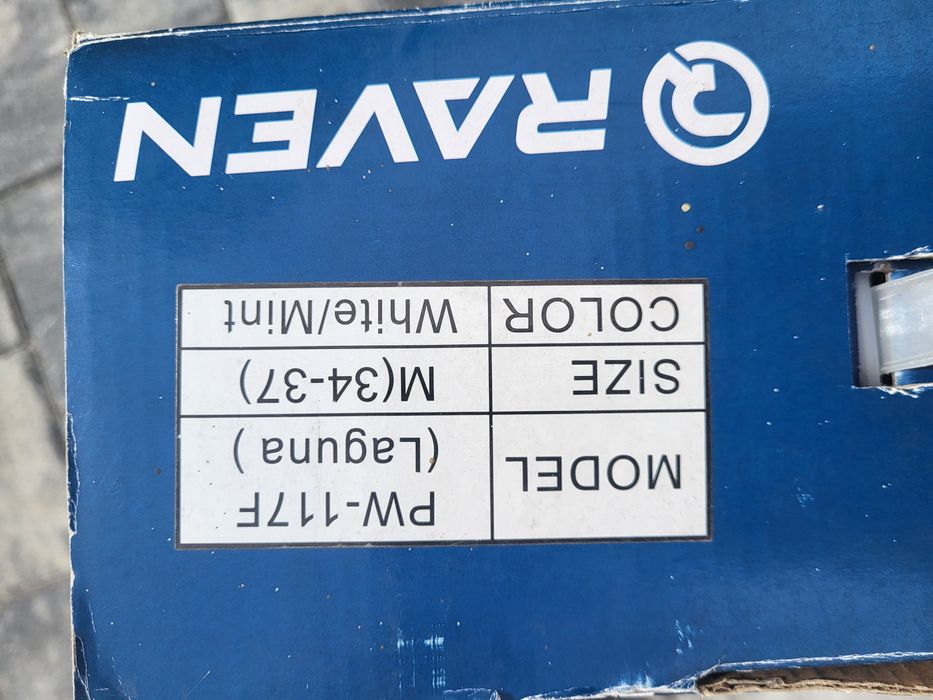 MODEL PW-117F
(Laguna )
SIZE M(34-37)
COLOR White/Mint
RAVEN